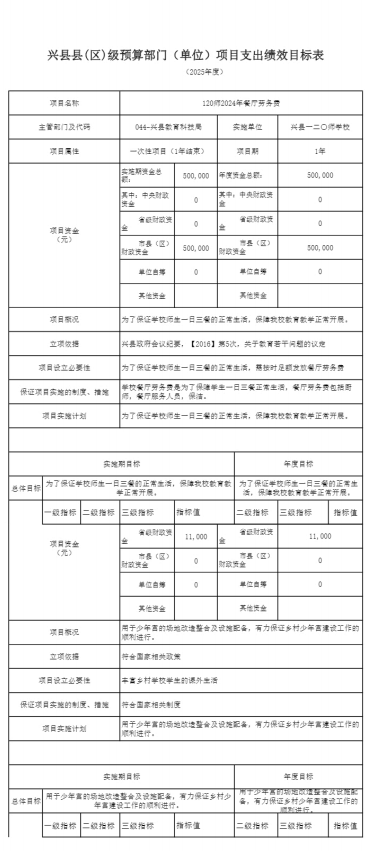 兴县县(区)级预算部门（单位）项目支出绩效目标表
（2025年度）
项目名称 120师2024年餐厅劳务费
主管部门及代码 044-兴县教育科技局 实施单位 兴县一二〇师学校
项目属性 一次性项目（1年结束） 项目期 1年
项目资金
（元）
实施期资金总
额: 500,000 年度资金总额: 500,000
其中：中央财政
资金 0 其中：中央财政资
金 0
省级财政资
金 0 省级财政资
金 0
市县（区）
财政资金 500,000 市县（区）
财政资金 500,000
单位自筹 0 单位自筹 0
其他资金 其他资金
项目概况 为了保证学校师生一日三餐的正常生活，保障我校教育教学正常开展。
立项依据 兴县政府会议纪要，【2016】第5次，关于教育若干问题的议定
项目设立必要性 为了保证学校师生一日三餐的正常生活，需按时足额发放餐厅劳务费
保证项目实施的制度、措施 学校餐厅劳务费是为了保障学生一日三餐正常生活，餐厅劳务费包括厨
师，餐厅服务人员，保洁。
项目实施计划 为了保证学校师生一日三餐的正常生活，保障我校教育教学正常开展。
实施期目标 年度目标
总体目标 为了保证学校师生一日三餐的正常生活，保障我校教育教
学正常开展。 为了保证学校师生一日三餐的正常生
活，保障我校教育教学正常开展。
一级指标 二级指标 三级指标 指标值 二级指标 三级指标 指标值
项目资金
（元）
省级财政资
金 11,000 省级财政资
金 11,000
市县（区）
财政资金 0 市县（区）
财政资金 0
单位自筹 0 单位自筹 0
其他资金 其他资金
项目概况 用于少年宫的场地改造整合及设施配备，有力保证乡村少年宫建设工作的
顺利进行。
立项依据 符合国家相关政策
项目设立必要性 丰富乡村学校学生的课外生活
保证项目实施的制度、措施 符合国家相关制度
项目实施计划 用于少年宫的场地改造整合及设施配备，有力保证乡村少年宫建设工作的
顺利进行。
实施期目标 年度目标
总体目标 用于少年宫的场地改造整合及设施配备，有力保证乡村少
年宫建设工作的顺利进行。 用于少年宫的场地改造整合及设施配
备，有力保证乡村少年宫建设工作的
顺利进行。
一级指标 二级指标 三级指标 指标值 二级指标 三级指标 指标值